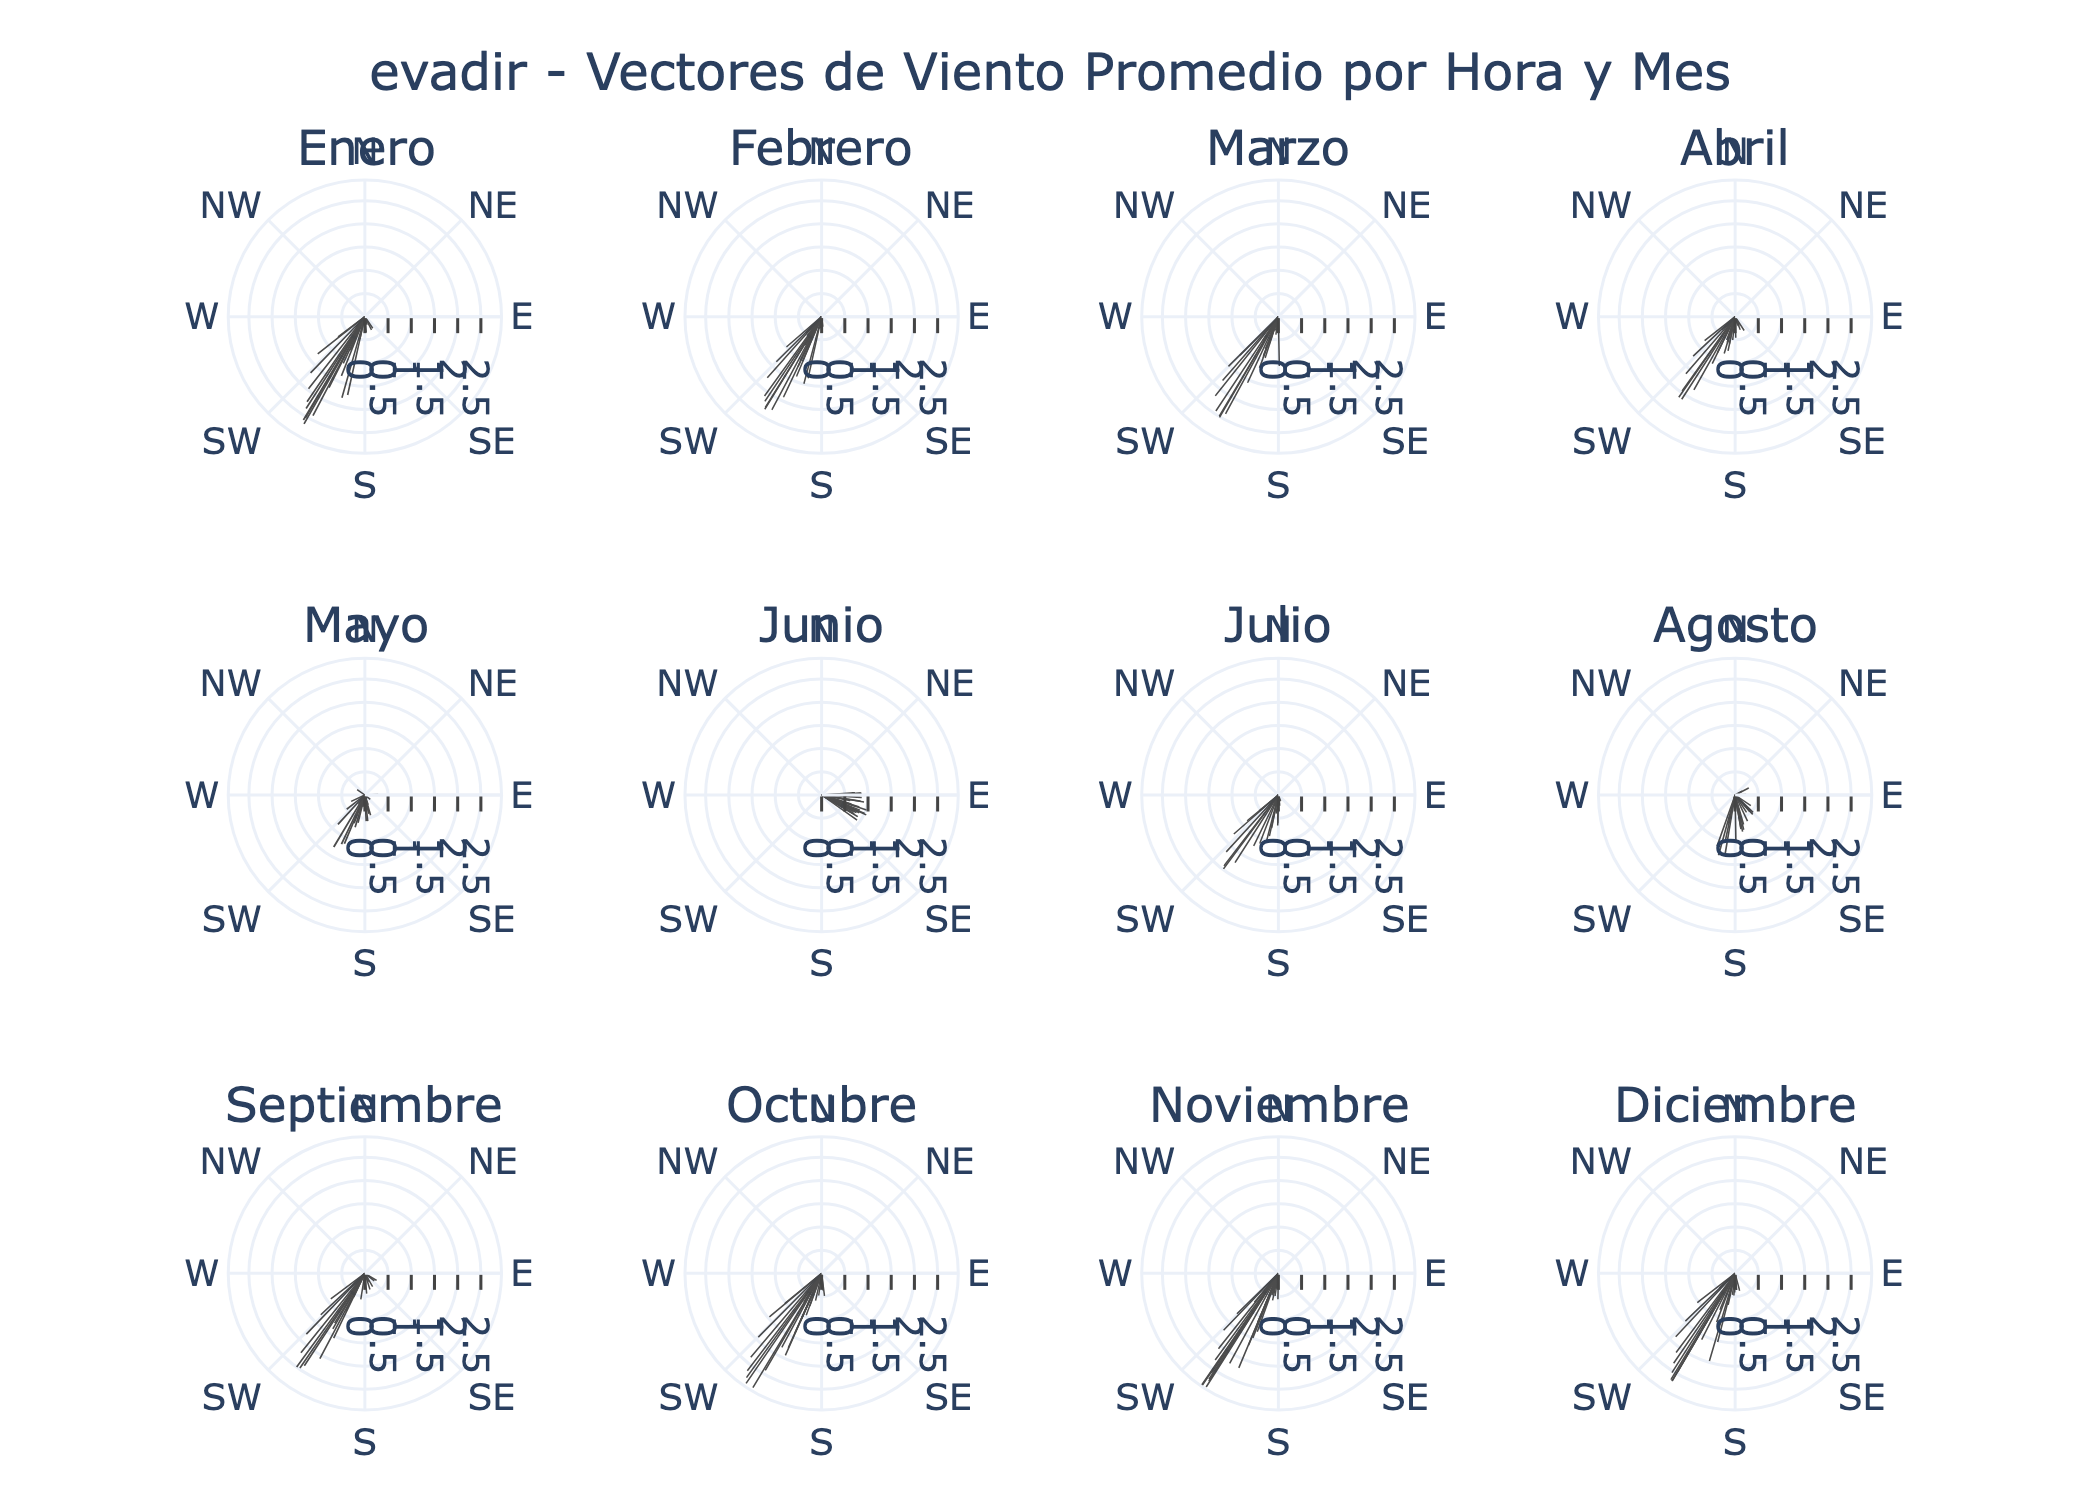 evadir - Vectores de Viento Promedio por Hora y Mes
Enero
N
NW
NE
W
E
SW
SE
S
0
0.5
1
1.5
2
2.5
Febrero
N
NW
NE
W
E
SW
SE
S
0
0.5
1
1.5
2
2.5
Marzo
N
NW
NE
W
E
SW
SE
S
0
0.5
1
1.5
2
2.5
Abril
N
NW
NE
W
E
SW
SE
S
0
0.5
1
1.5
2
2.5
Mayo
N
NW
NE
W
E
SW
SE
S
0
0.5
1
1.5
2
2.5
Junio
N
NW
NE
W
E
SW
SE
S
0
0.5
1
1.5
2
2.5
Julio
N
NW
NE
W
E
SW
SE
S
0
0.5
1
1.5
2
2.5
Agosto
N
NW
NE
W
E
SW
SE
S
0
0.5
1
1.5
2
2.5
Septiembre
N
NW
NE
W
E
SW
SE
S
0
0.5
1
1.5
2
2.5
Octubre
N
NW
NE
W
E
SW
SE
S
0
0.5
1
1.5
2
2.5
Noviembre
N
NW
NE
W
E
SW
SE
S
0
0.5
1
1.5
2
2.5
Diciembre
N
NW
NE
W
E
SW
SE
S
0
0.5
1
1.5
2
2.5